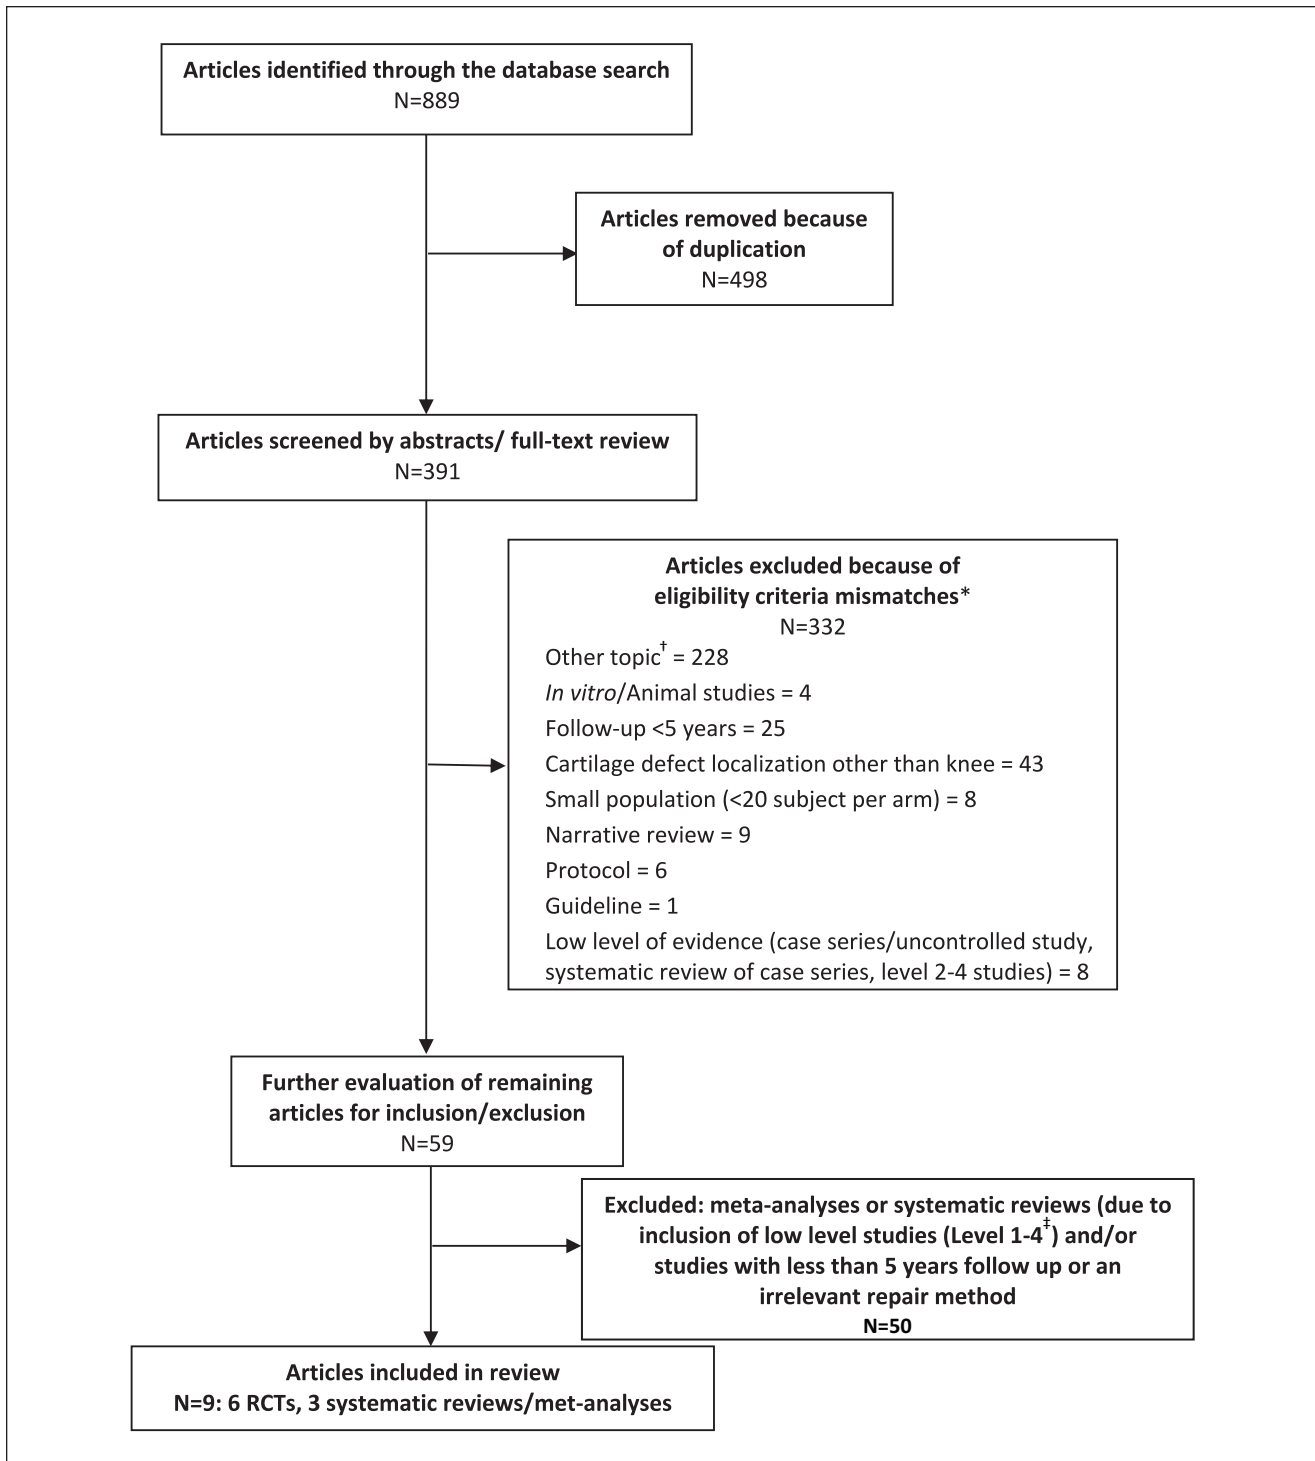 Articles identified through the database search
N=889
Articles removed because
of duplication
N=498
Articles screened by abstracts/ full-text review
N=391
Articles excluded because of
eligibility criteria mismatches*
N=332
Other topic† = 228
In vitro/Animal studies = 4
Follow-up <5 years = 25
Cartilage defect localization other than knee = 43
Small population (<20 subject per arm) = 8
Narrative review = 9
Protocol = 6
Guideline = 1
Low level of evidence (case series/uncontrolled study,
systematic review of case series, level 2-4 studies) = 8
Further evaluation of remaining
articles for inclusion/exclusion
N=59
Excluded: meta-analyses or systematic reviews (due to
inclusion of low level studies (Level 1-4‡) and/or
studies with less than 5 years follow up or an
irrelevant repair method
N=50
Articles included in review
N=9: 6 RCTs, 3 systematic reviews/met-analyses